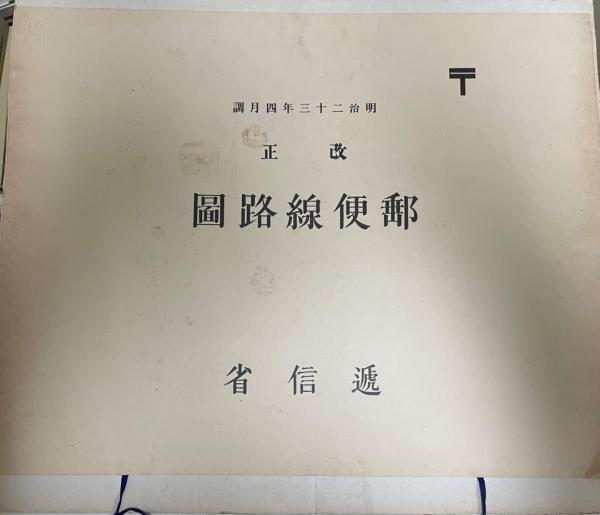 〒
明治二十三年四月調
改正
郵便線路圖
遞信省